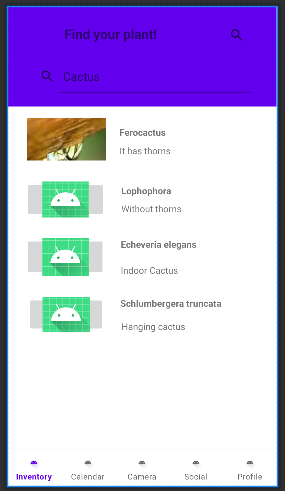 Find your plant!
Cactus
Ferocactus
It has thorns
Lophophora
Without thorns
Echeveria elegans
Indoor Cactus
Schlumbergera truncata
Hanging cactus
Inventory Calendar Camera Social Profile